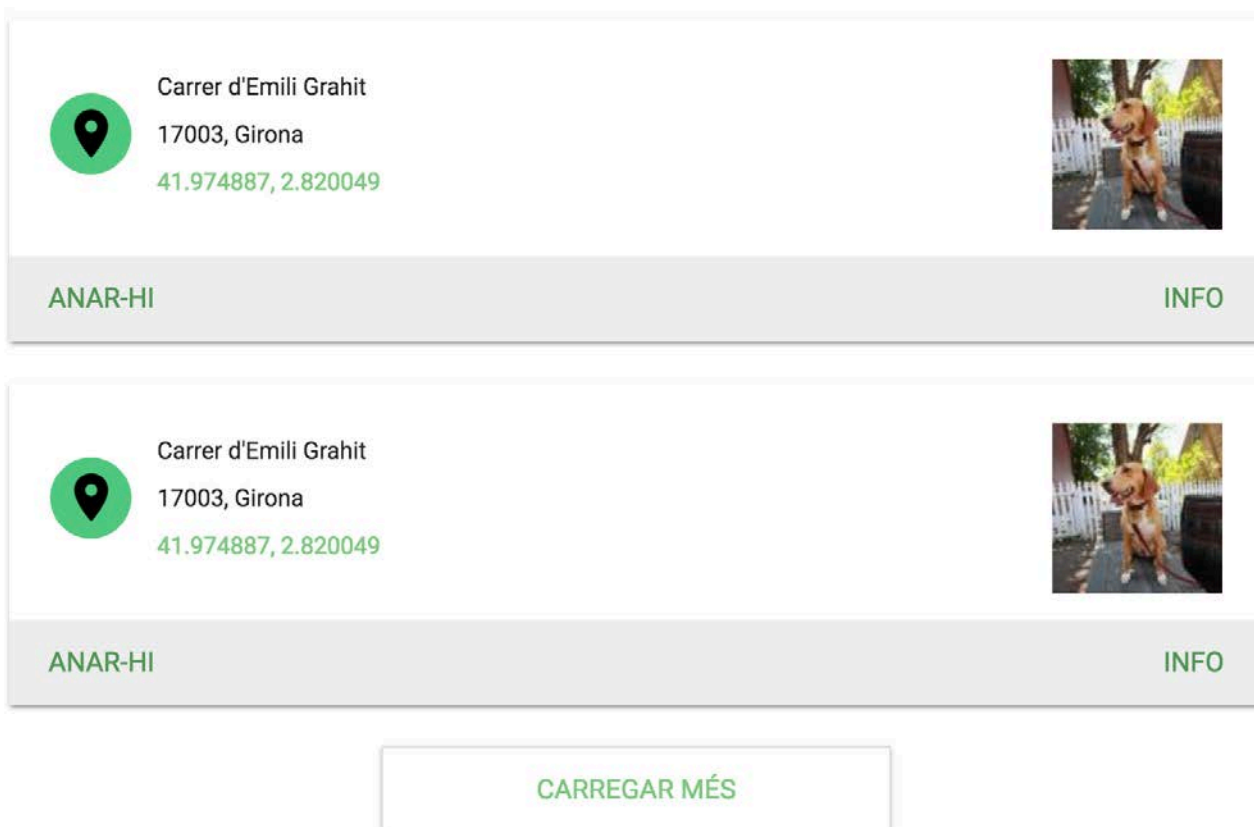 Carrer d'Emili Grahit
17003, Girona
41.974887, 2.820049
ANAR-HI
INFO
Carrer d'Emili Grahit
17003, Girona
41.974887, 2.820049
ANAR-HI
INFO
CARREGAR MÉS